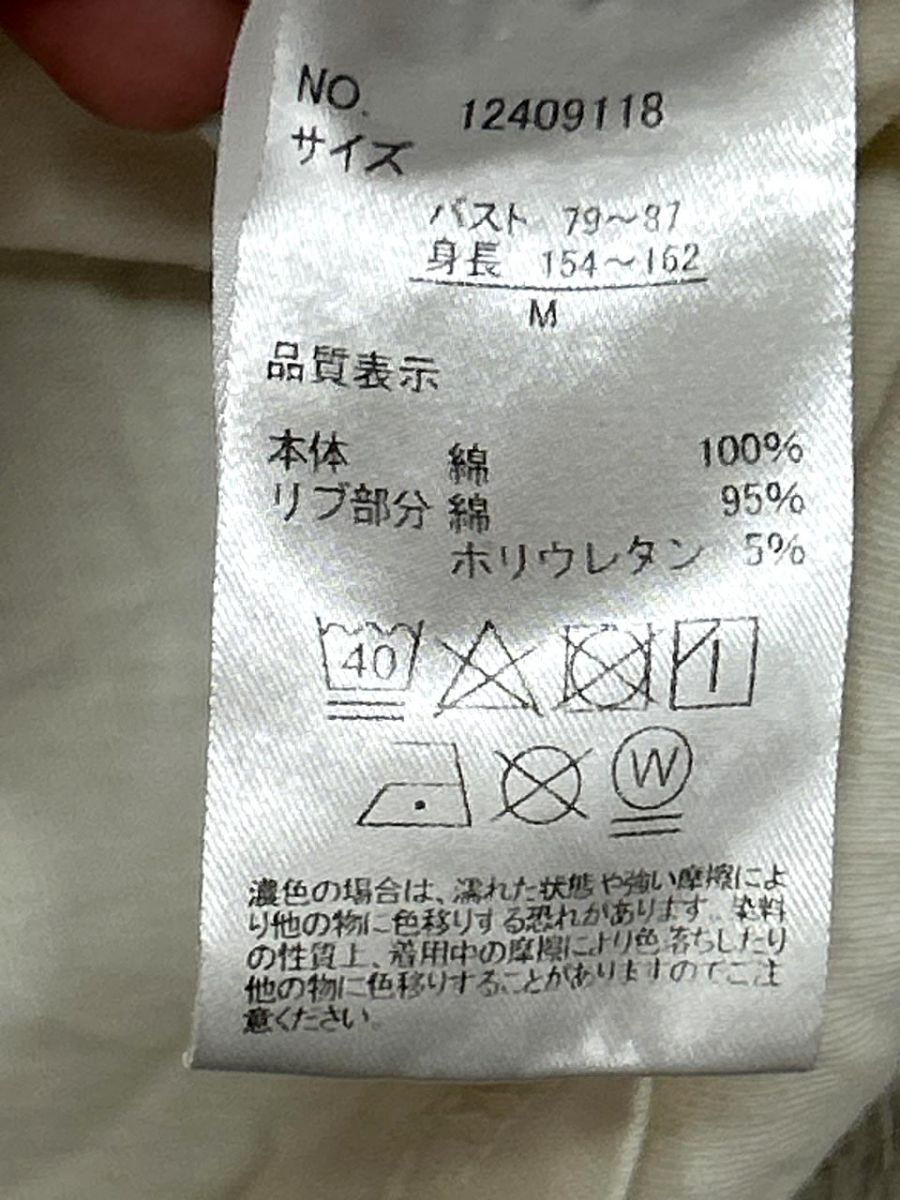 NO. 12409118
サイズ
バスト 79～87
身長 154～162
M
品質表示
本体 綿 100%
リブ部分 綿 95%
ポリウレタン 5%
40
W
濃色の場合は、濡れた状態や強い摩擦によ
り他の物に色移りする恐れがあります。染料
の性質上、着用中の摩擦により色落ちしたり
他の物に色移りすることがありますのでご注
意ください。